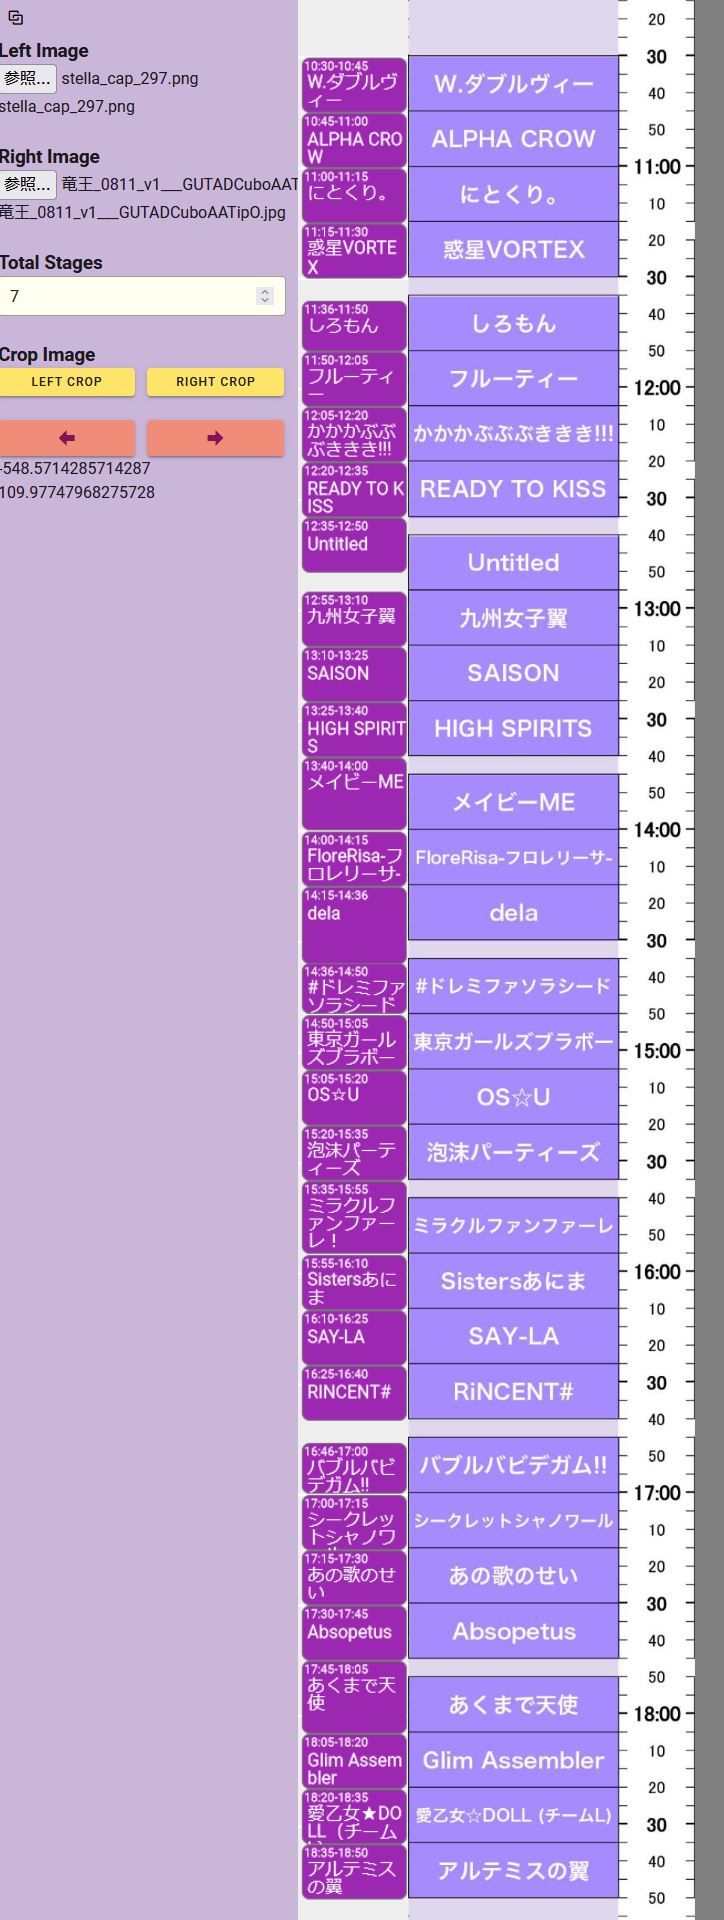 Left Image
参照... stella_cap_297.png
stella_cap_297.png
Right Image
参照... 竜王_0811_v1___GUTADCuboAAT
竜王_0811_v1___GUTADCuboAATipO.jpg
Total Stages
7
Crop Image
LEFT CROP
RIGHT CROP
-548.5714285714287
109.97747968275728
10:30-10:45
W.ダブルヴ
ィー
10:45-11:00
ALPHA CRO
W
11:00-11:15
にとくり。
11:15-11:30
惑星VORTE
X
11:36-11:50
しろもん
11:50-12:05
フルーティ
ー
12:05-12:20
かかかぶぶ
ぶききき!!!
12:20-12:35
READY TO K
ISS
12:35-12:50
Untitled
12:55-13:10
九州女子翼
13:10-13:25
SAISON
13:25-13:40
HIGH SPIRIT
S
13:40-14:00
メイビーME
14:00-14:15
FloreRisa-フ
ロレリーサ-
14:15-14:36
dela
14:36-14:50
#ドレミファ
ソラシード
14:50-15:05
東京ガール
ズブラボー
15:05-15:20
OS☆U
15:20-15:35
泡沫パーテ
ィーズ
15:35-15:55
ミラクルフ
ァンファー
レ！
15:55-16:10
Sistersあに
ま
16:10-16:25
SAY-LA
16:25-16:40
RINCENT#
16:46-17:00
バブルバビ
デガム!!
17:00-17:15
シークレッ
トシャノワ
17:15-17:30
あの歌のせ
い
17:30-17:45
Absopetus
17:45-18:05
あくまで天
使
18:05-18:20
Glim Assem
bler
18:20-18:35
愛乙女★DO
LL（チーム
18:35-18:50
アルテミス
の翼
W.ダブルヴィー
ALPHA CROW
にとくり。
惑星VORTEX
しろもん
フルーティー
かかかぶぶぶききき!!!
READY TO KISS
Untitled
九州女子翼
SAISON
HIGH SPIRITS
メイビーME
FloreRisa-フロレリーサ-
dela
#ドレミファソラシード
東京ガールズブラボー
OS☆U
泡沫パーティーズ
ミラクルファンファーレ
Sistersあにま
SAY-LA
RiNCENT#
バブルバビデガム!!
シークレットシャノワール
あの歌のせい
Absopetus
あくまで天使
Glim Assembler
愛乙女☆DOLL (チームL)
アルテミスの翼
20
30
40
50
11:00
10
20
30
40
50
12:00
10
20
30
40
50
13:00
10
20
30
40
50
14:00
10
20
30
40
50
15:00
10
20
30
40
50
16:00
10
20
30
40
50
17:00
10
20
30
40
50
18:00
10
20
30
40
50